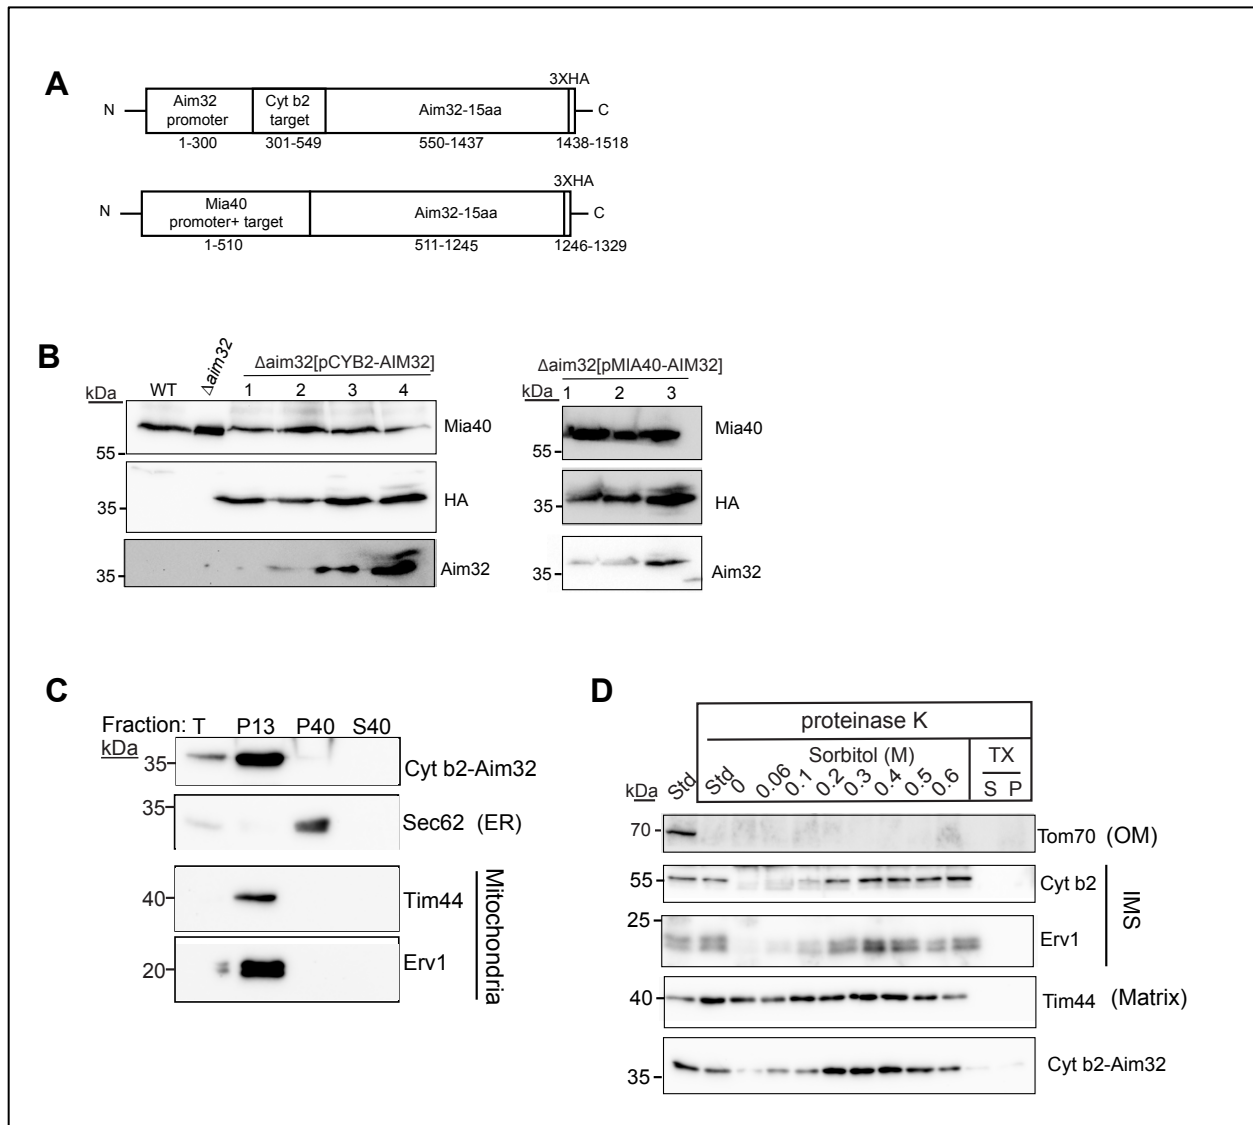 A
3XHA
N
Aim32
promoter
Cyt b2
target
Aim32-15aa
C
1-300
301-549
550-1437
1438-1518
3XHA
N
Mia40
promoter+ target
Aim32-15aa
C
1-510
511-1245
1246-1329
B
kDa
WT
Δaim32
Δaim32[pCYB2-AIM32]
1 2 3 4
Mia40
55
HA
35
Aim32
35
Δaim32[pMIA40-AIM32]
kDa
1 2 3
Mia40
55
HA
35
Aim32
35
C
Fraction: T P13 P40 S40
kDa
35
Cyt b2-Aim32
35
Sec62 (ER)
40
Tim44
20
Erv1
Mitochondria
D
proteinase K
Sorbitol (M)
TX
kDa
Std Std 0 0.06 0.1 0.2 0.3 0.4 0.5 0.6 S P
70
Tom70 (OM)
55
Cyt b2
25
Erv1
IMS
40
Tim44 (Matrix)
35
Cyt b2-Aim32